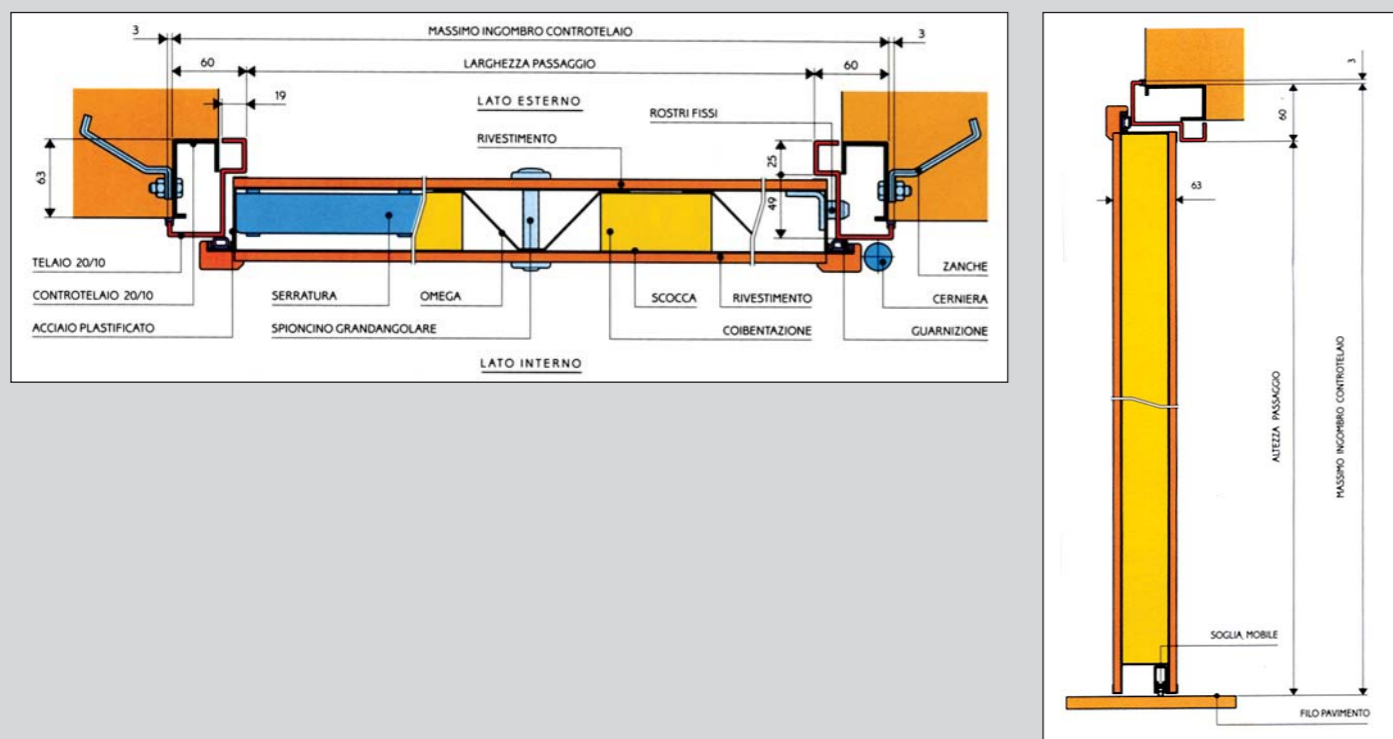 3
MASSIMO INGOMBRO CONTROTELAIO
3
60
LARGHEZZA PASSAGGIO
60
19
LATO ESTERNO
ROSTRI FISSI
RIVESTIMENTO
63
25
49
TELAIO 20/10
ZANCHE
CONTROTELAIO 20/10
SERRATURA
OMEGA
SCOCCA
RIVESTIMENTO
CERNIERA
ACCIAIO PLASTIFICATO
SPIONCINO GRANDANGOLARE
COIBENTAZIONE
GUARNIZIONE
LATO INTERNO
3
60
63
ALTEZZA PASSAGGIO
MASSIMO INGOMBRO CONTROTELAIO
SOGLIA MOBILE
FILO PAVIMENTO